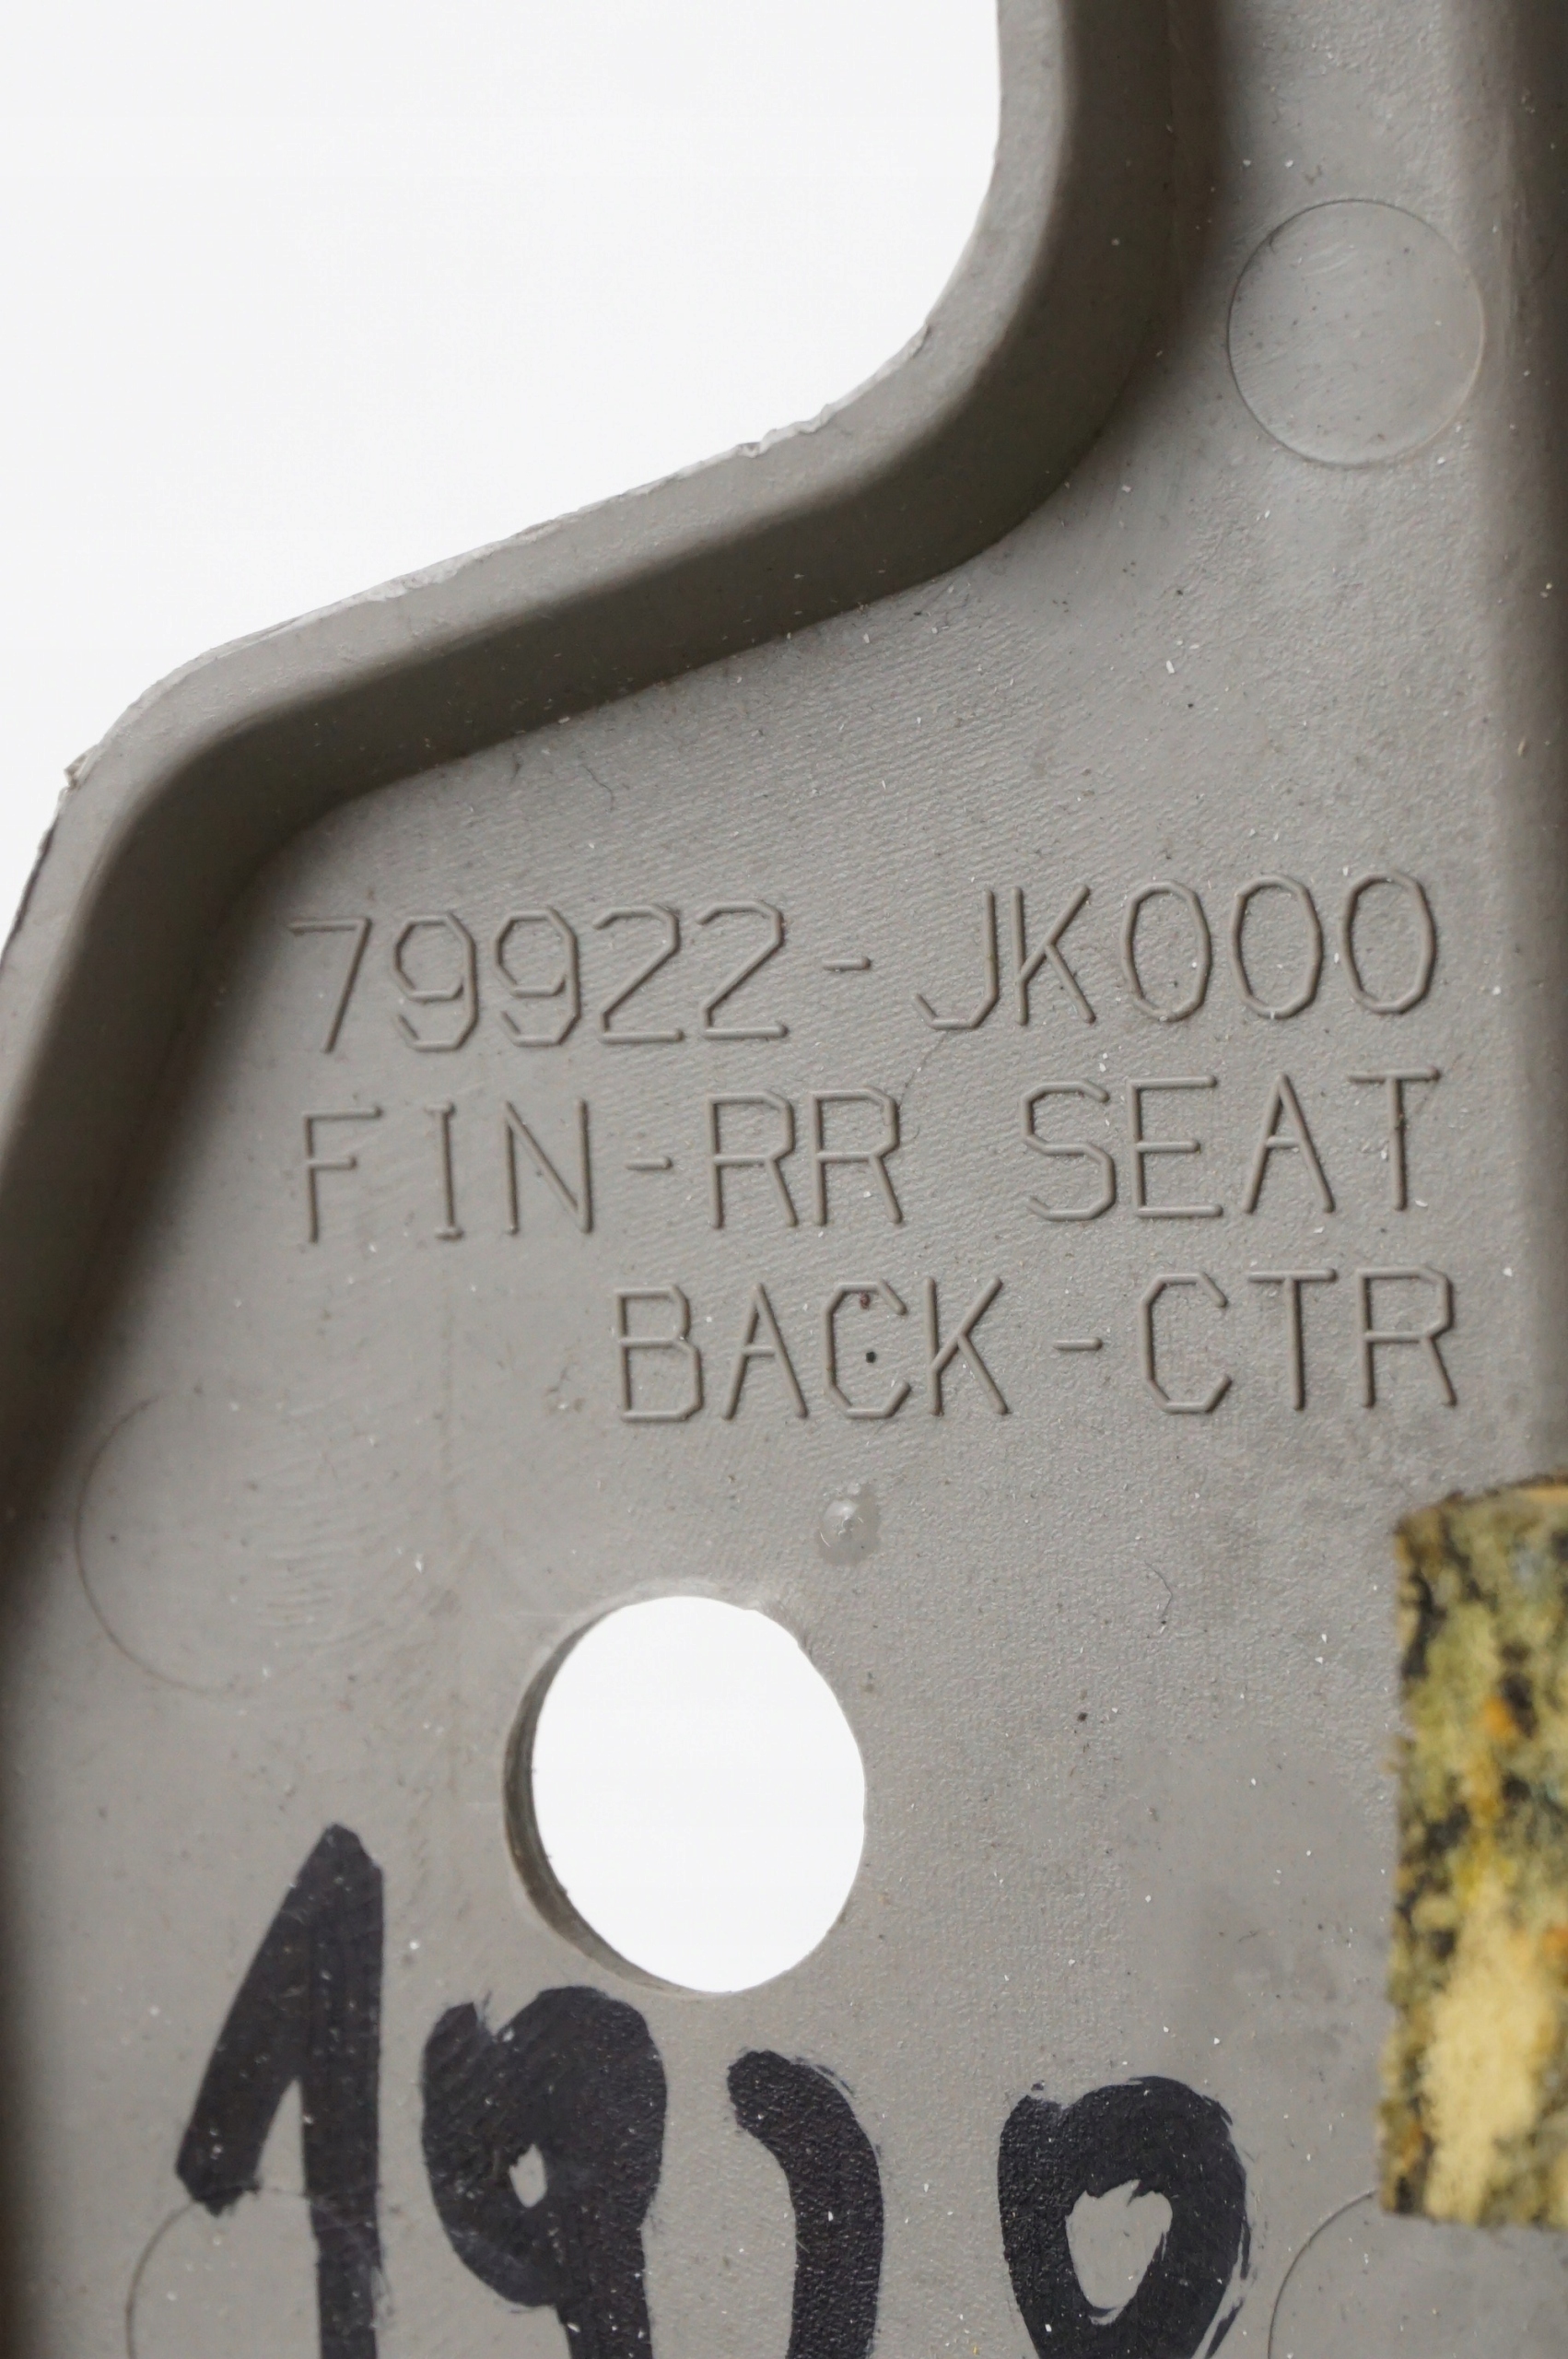 79922-JK000
FIN-RR SEAT
BACK-CTR